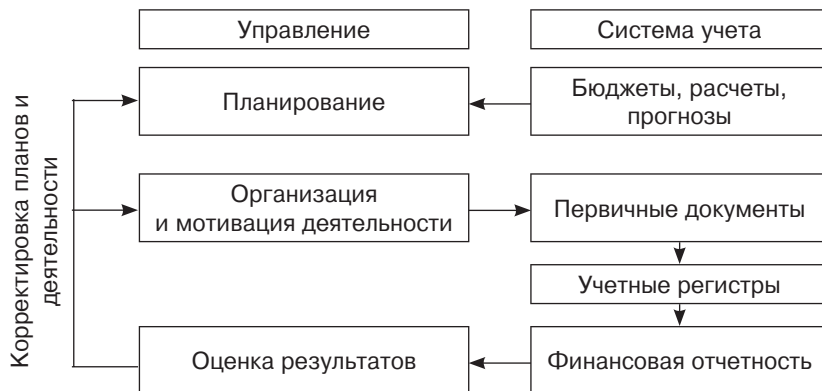 Управление
Система учета
Корректировка планов и
деятельности
Планирование
Бюджеты, расчеты,
прогнозы
Организация
и мотивация деятельности
Первичные документы
Учетные регистры
Оценка результатов
Финансовая отчетность